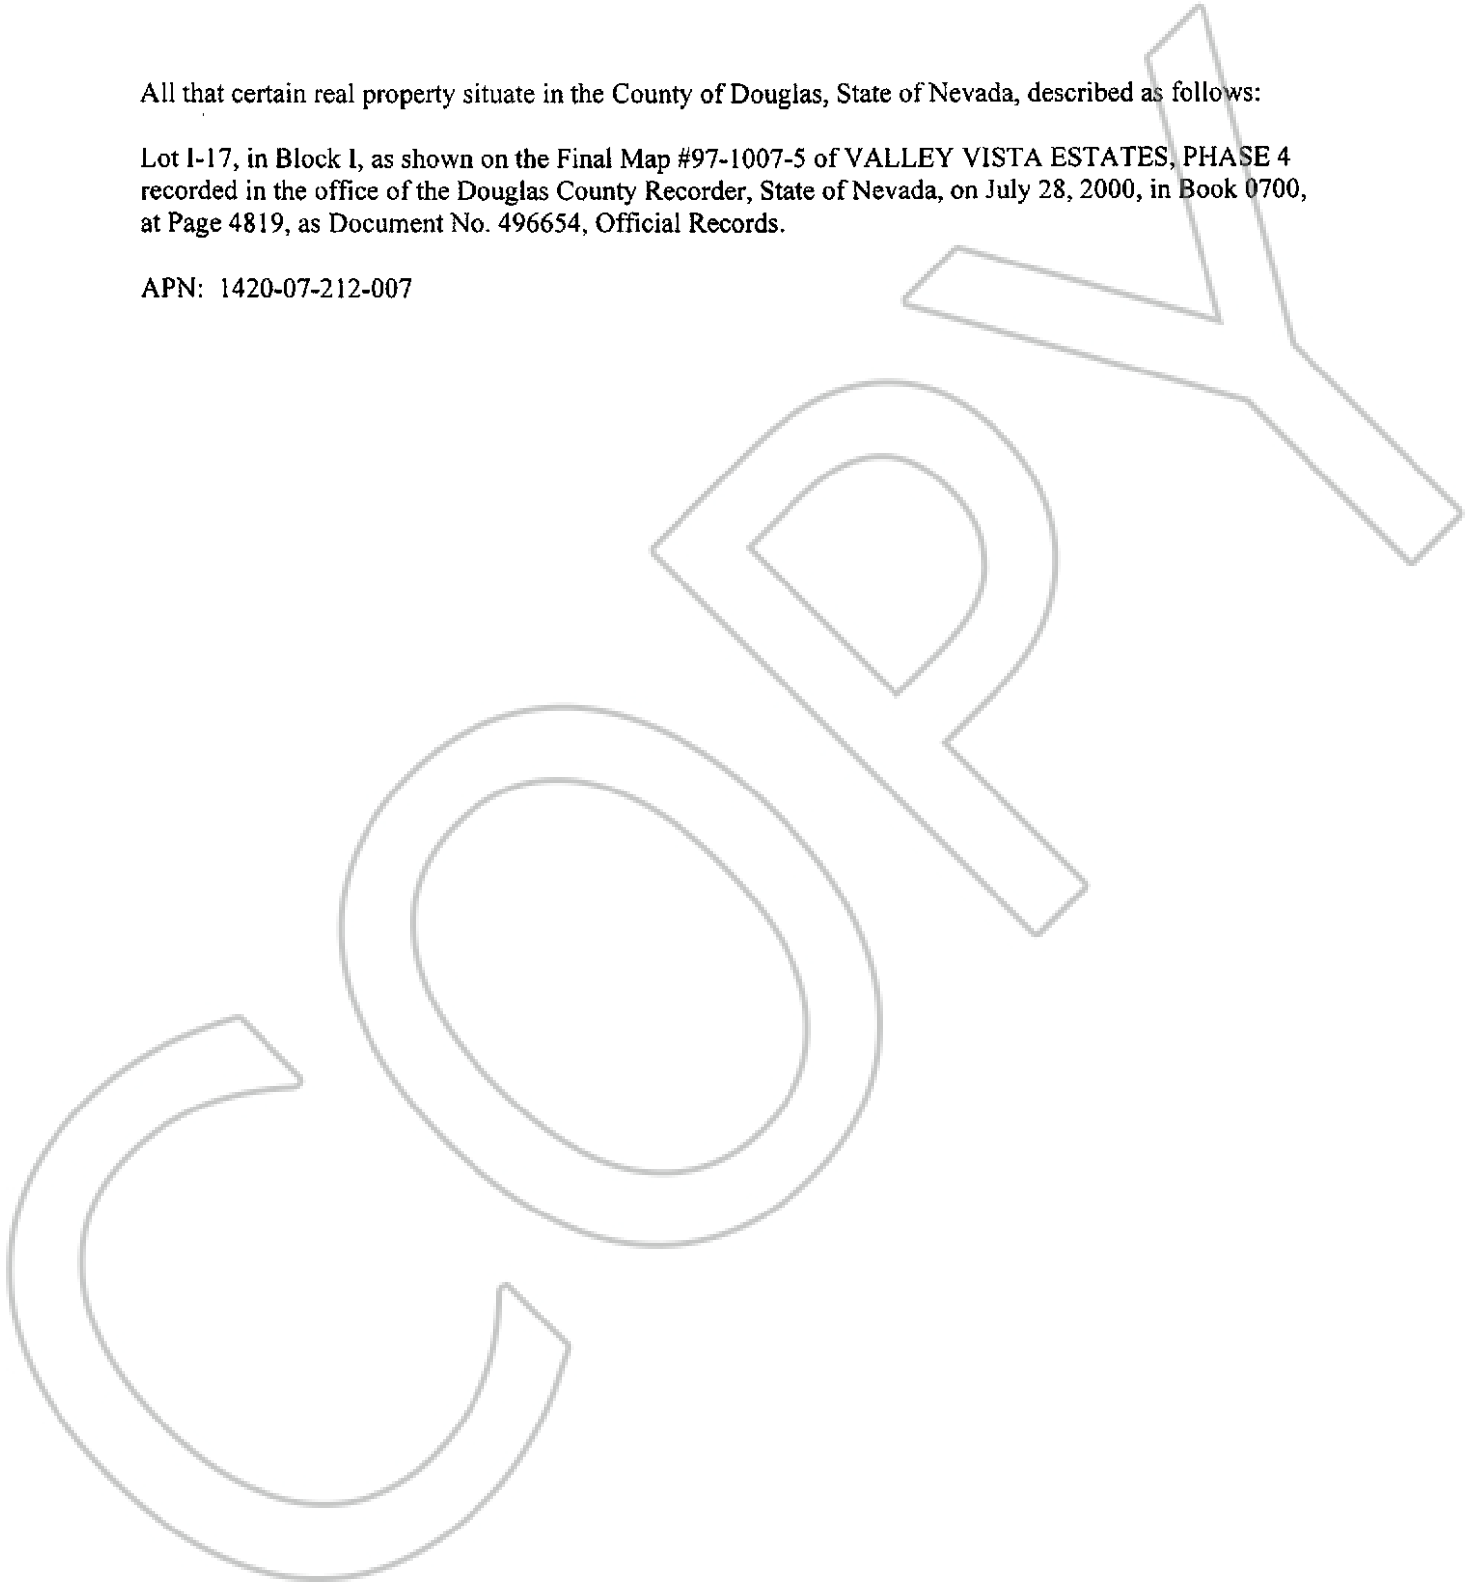 All that certain real property situate in the County of Douglas, State of Nevada, described as follows:
Lot I-17, in Block I, as shown on the Final Map #97-1007-5 of VALLEY VISTA ESTATES, PHASE 4
recorded in the office of the Douglas County Recorder, State of Nevada, on July 28, 2000, in Book 0700,
at Page 4819, as Document No. 496654, Official Records.
APN: 1420-07-212-007
COPY